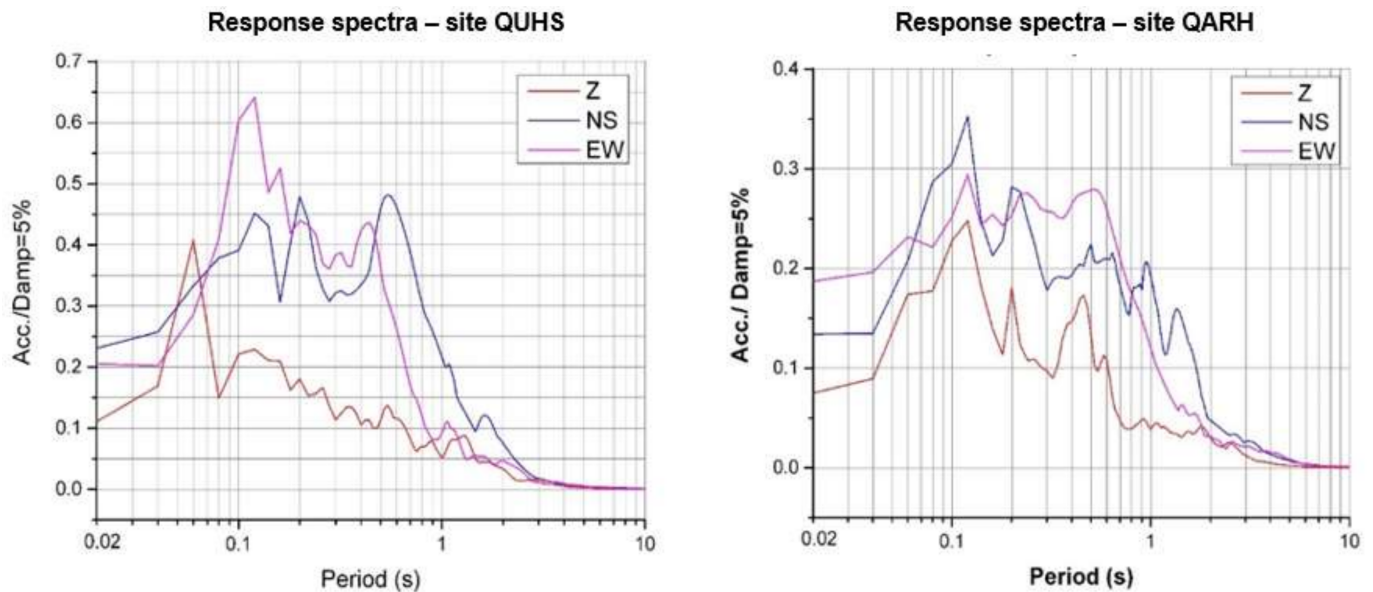 Response spectra – site QUHS
0.7
0.6
0.5
0.4
0.3
0.2
0.1
0.0
Acc./Damp=5%
Z
NS
EW
0.02
0.1
1
10
Period (s)
Response spectra – site QARH
0.4
0.3
0.2
0.1
0.0
Acc./ Damp=5%
Z
NS
EW
0.02
0.1
1
10
Period (s)